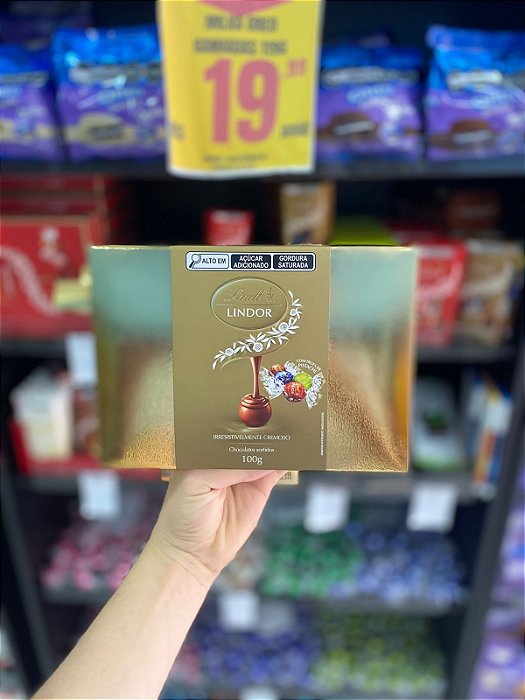 19
ALTO EM
AÇÚCAR
ADICIONADO
GORDURA
SATURADA
Lindt
LINDOR
IRRESISTIVELMENTE CREMOSO
Chocolates sortidos
100g